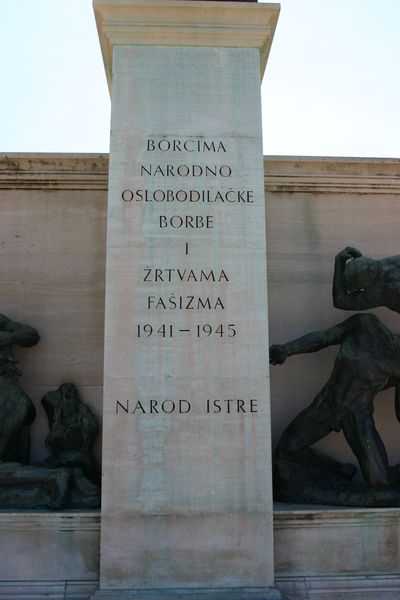 BORCIMA
NARODNO
OSLOBODILAČKE
BORBE
I
ŽRTVAMA
FAŠIZMA
1941–1945
NAROD ISTRE